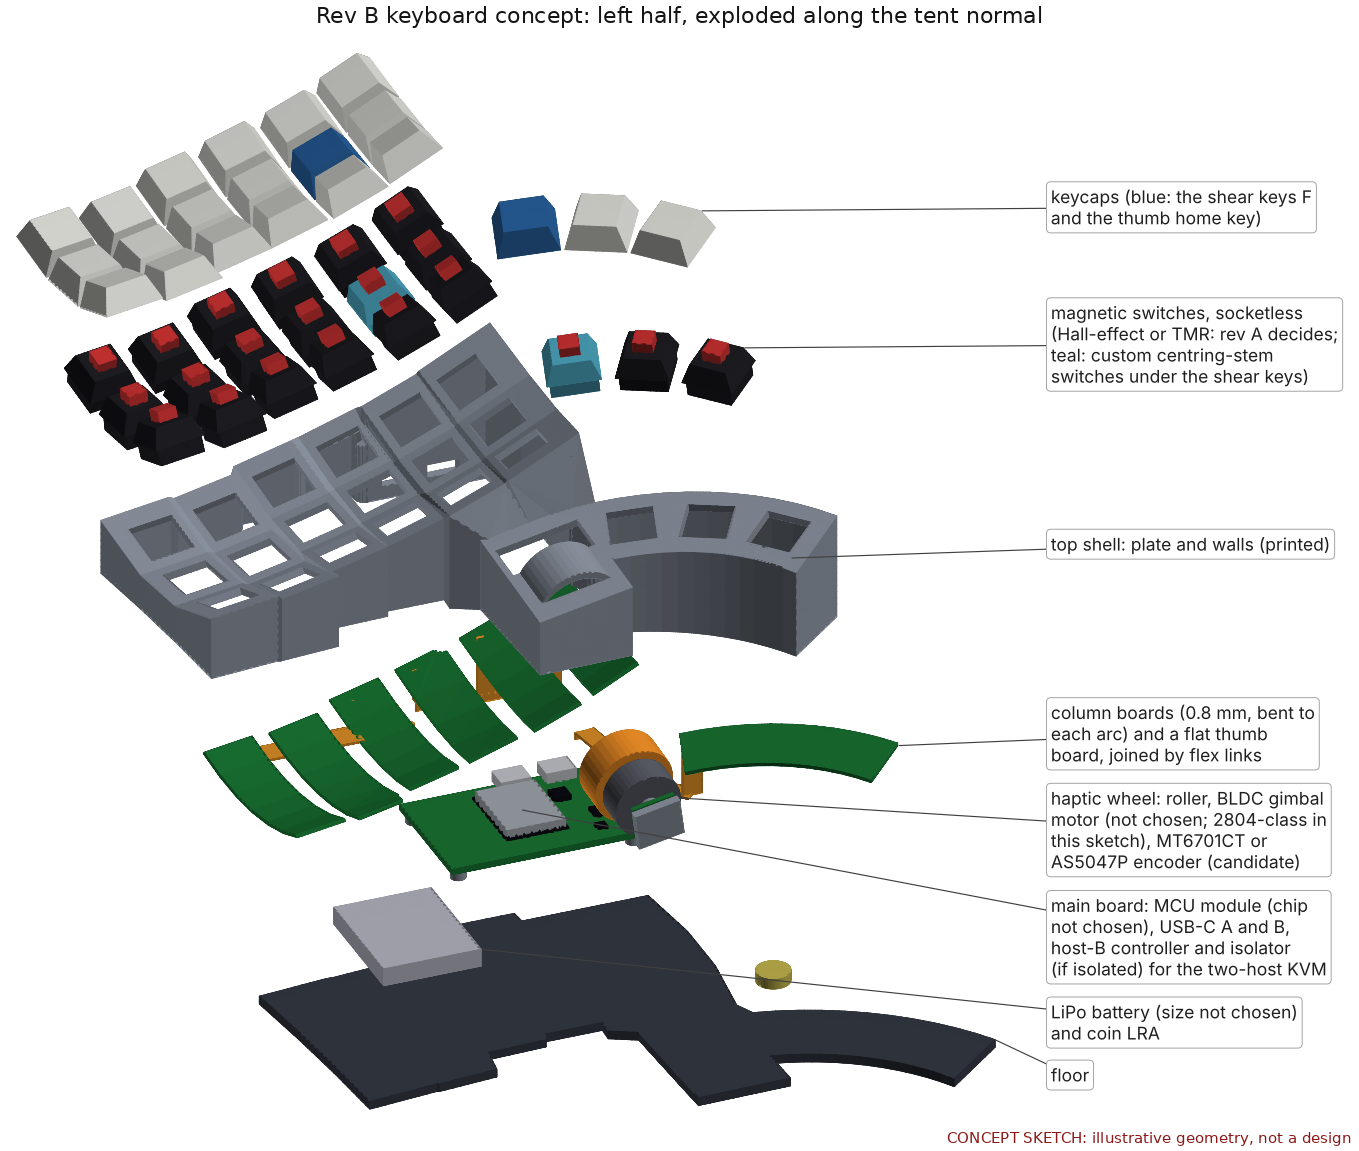 Rev B keyboard concept: left half, exploded along the tent normal
keycaps (blue: the shear keys F
and the thumb home key)
magnetic switches, socketless
(Hall-effect or TMR: rev A decides;
teal: custom centring-stem
switches under the shear keys)
top shell: plate and walls (printed)
column boards (0.8 mm, bent to
each arc) and a flat thumb
board, joined by flex links
haptic wheel: roller, BLDC gimbal
motor (not chosen; 2804-class in
this sketch), MT6701CT or
AS5047P encoder (candidate)
main board: MCU module (chip
not chosen), USB-C A and B,
host-B controller and isolator
(if isolated) for the two-host KVM
LiPo battery (size not chosen)
and coin LRA
floor
CONCEPT SKETCH: illustrative geometry, not a design